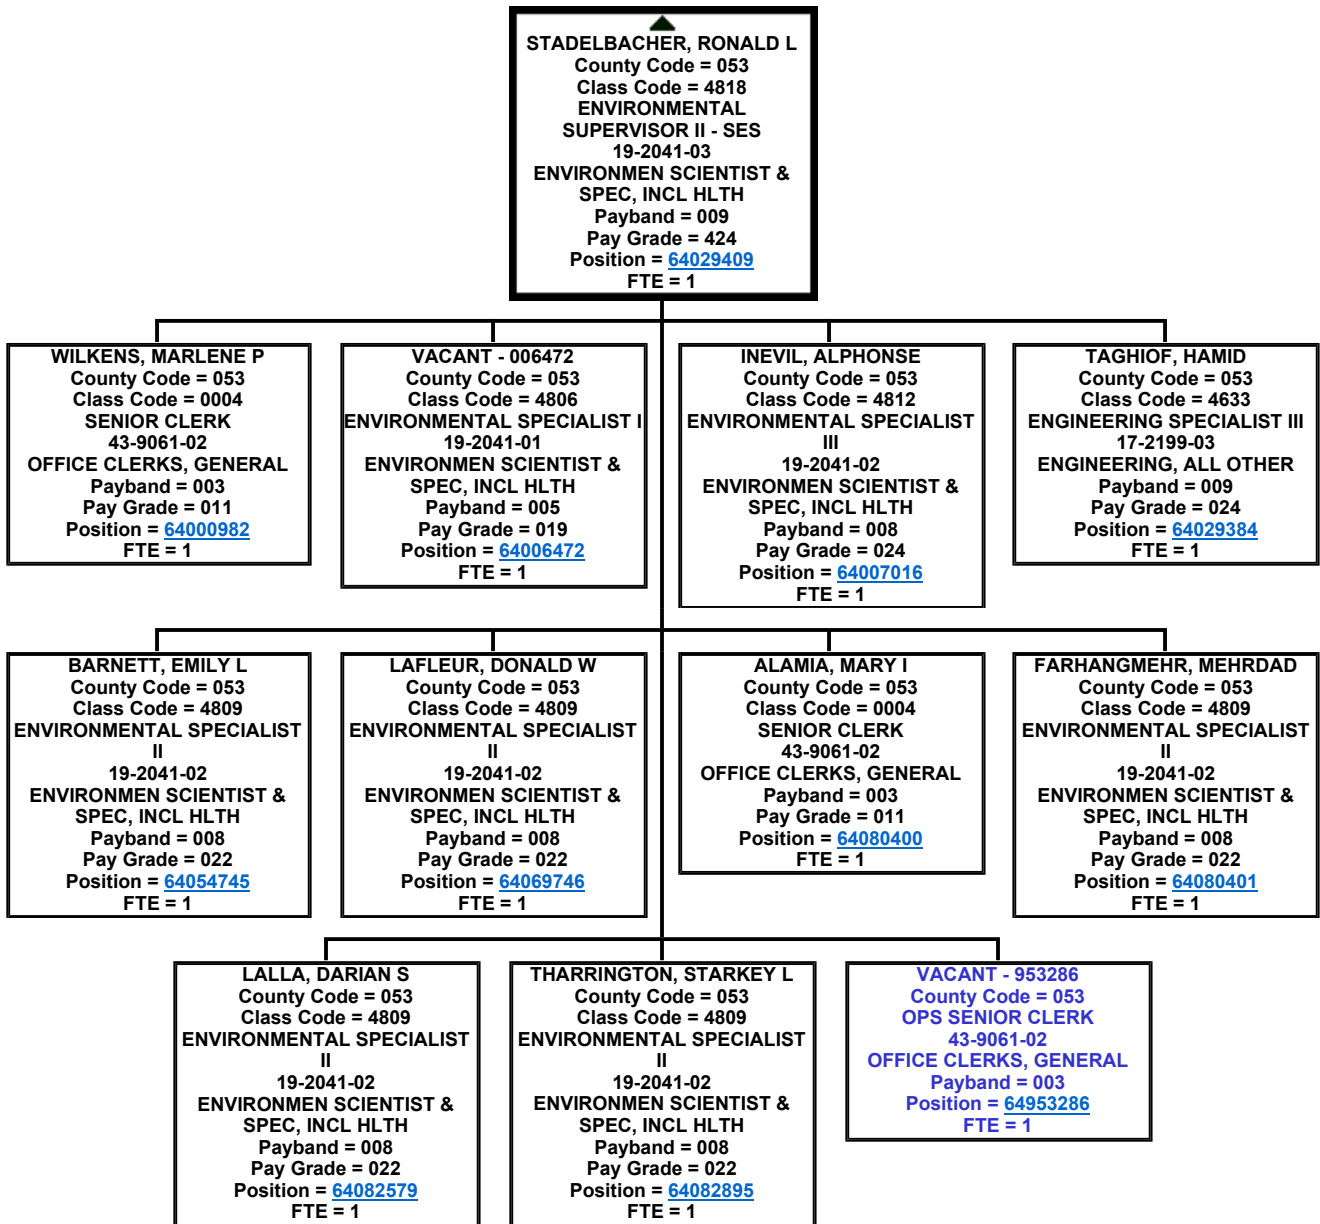 STADELBACHER, RONALD L
County Code = 053
Class Code = 4818
ENVIRONMENTAL
SUPERVISOR II - SES
19-2041-03
ENVIRONMEN SCIENTIST &
SPEC, INCL HLTH
Payband = 009
Pay Grade = 424
Position = 64029409
FTE = 1
WILKENS, MARLENE P
County Code = 053
Class Code = 0004
SENIOR CLERK
43-9061-02
OFFICE CLERKS, GENERAL
Payband = 003
Pay Grade = 011
Position = 64000982
FTE = 1
VACANT - 006472
County Code = 053
Class Code = 4806
ENVIRONMENTAL SPECIALIST I
19-2041-01
ENVIRONMEN SCIENTIST &
SPEC, INCL HLTH
Payband = 005
Pay Grade = 019
Position = 64006472
FTE = 1
INEVIL, ALPHONSE
County Code = 053
Class Code = 4812
ENVIRONMENTAL SPECIALIST
III
19-2041-02
ENVIRONMEN SCIENTIST &
SPEC, INCL HLTH
Payband = 008
Pay Grade = 024
Position = 64007016
FTE = 1
TAGHIOF, HAMID
County Code = 053
Class Code = 4633
ENGINEERING SPECIALIST III
17-2199-03
ENGINEERING, ALL OTHER
Payband = 009
Pay Grade = 024
Position = 64029384
FTE = 1
BARNETT, EMILY L
County Code = 053
Class Code = 4809
ENVIRONMENTAL SPECIALIST
II
19-2041-02
ENVIRONMEN SCIENTIST &
SPEC, INCL HLTH
Payband = 008
Pay Grade = 022
Position = 64054745
FTE = 1
LAFLEUR, DONALD W
County Code = 053
Class Code = 4809
ENVIRONMENTAL SPECIALIST
II
19-2041-02
ENVIRONMEN SCIENTIST &
SPEC, INCL HLTH
Payband = 008
Pay Grade = 022
Position = 64069746
FTE = 1
ALAMIA, MARY I
County Code = 053
Class Code = 0004
SENIOR CLERK
43-9061-02
OFFICE CLERKS, GENERAL
Payband = 003
Pay Grade = 011
Position = 64080400
FTE = 1
FARHANGMEHR, MEHRDAD
County Code = 053
Class Code = 4809
ENVIRONMENTAL SPECIALIST
II
19-2041-02
ENVIRONMEN SCIENTIST &
SPEC, INCL HLTH
Payband = 008
Pay Grade = 022
Position = 64080401
FTE = 1
LALLA, DARIAN S
County Code = 053
Class Code = 4809
ENVIRONMENTAL SPECIALIST
II
19-2041-02
ENVIRONMEN SCIENTIST &
SPEC, INCL HLTH
Payband = 008
Pay Grade = 022
Position = 64082579
FTE = 1
THARRINGTON, STARKEY L
County Code = 053
Class Code = 4809
ENVIRONMENTAL SPECIALIST
II
19-2041-02
ENVIRONMEN SCIENTIST &
SPEC, INCL HLTH
Payband = 008
Pay Grade = 022
Position = 64082895
FTE = 1
VACANT - 953286
County Code = 053
OPS SENIOR CLERK
43-9061-02
OFFICE CLERKS, GENERAL
Payband = 003
Position = 64953286
FTE = 1